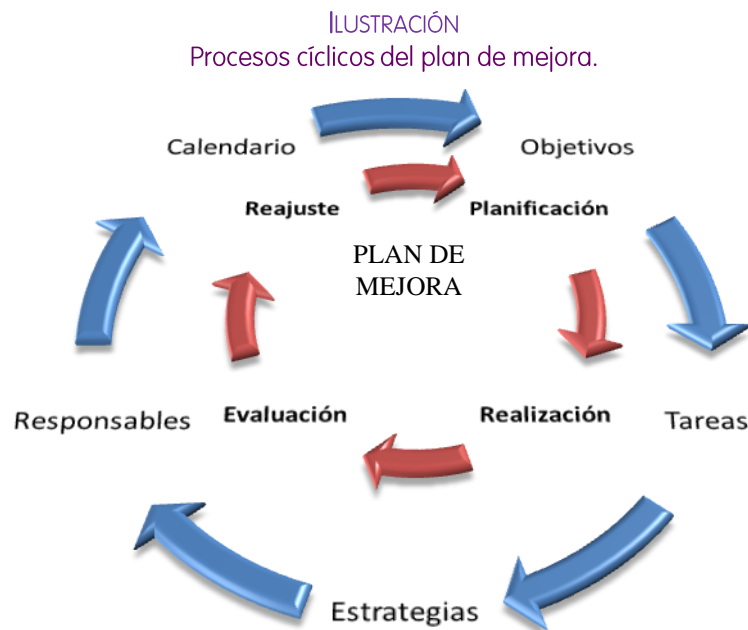 ILUSTRACIÓN
Procesos cíclicos del plan de mejora.
Calendario
Objetivos
Reajuste
Planificación
PLAN DE
MEJORA
Responsables
Evaluación
Realización
Tareas
Estrategias